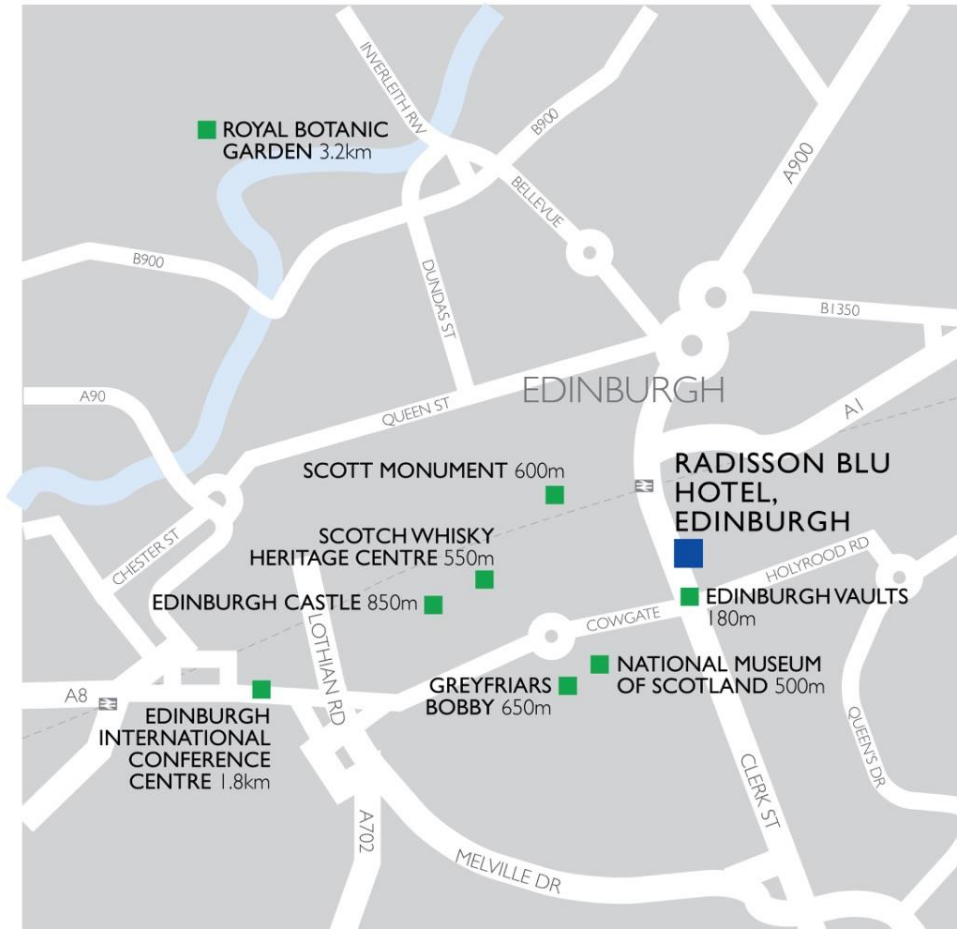 INVERLEITH RW
B900
ROYAL BOTANIC
GARDEN 3.2km
A900
BELLEVUE
B900
DUNDAS ST
B1350
EDINBURGH
A90
QUEEN ST
A1
SCOTT MONUMENT 600m
RADISSON BLU
HOTEL,
EDINBURGH
SCOTCH WHISKY
HERITAGE CENTRE 550m
CHESTER ST
HOLYROOD RD
EDINBURGH CASTLE 850m
EDINBURGH VAULTS
180m
COWGATE
LOTHIAN RD
NATIONAL MUSEUM
OF SCOTLAND 500m
GREYFRIARS
BOBBY 650m
A8
EDINBURGH
INTERNATIONAL
CONFERENCE
CENTRE 1.8km
QUEEN'S DR
CLERK ST
A702
MELVILLE DR